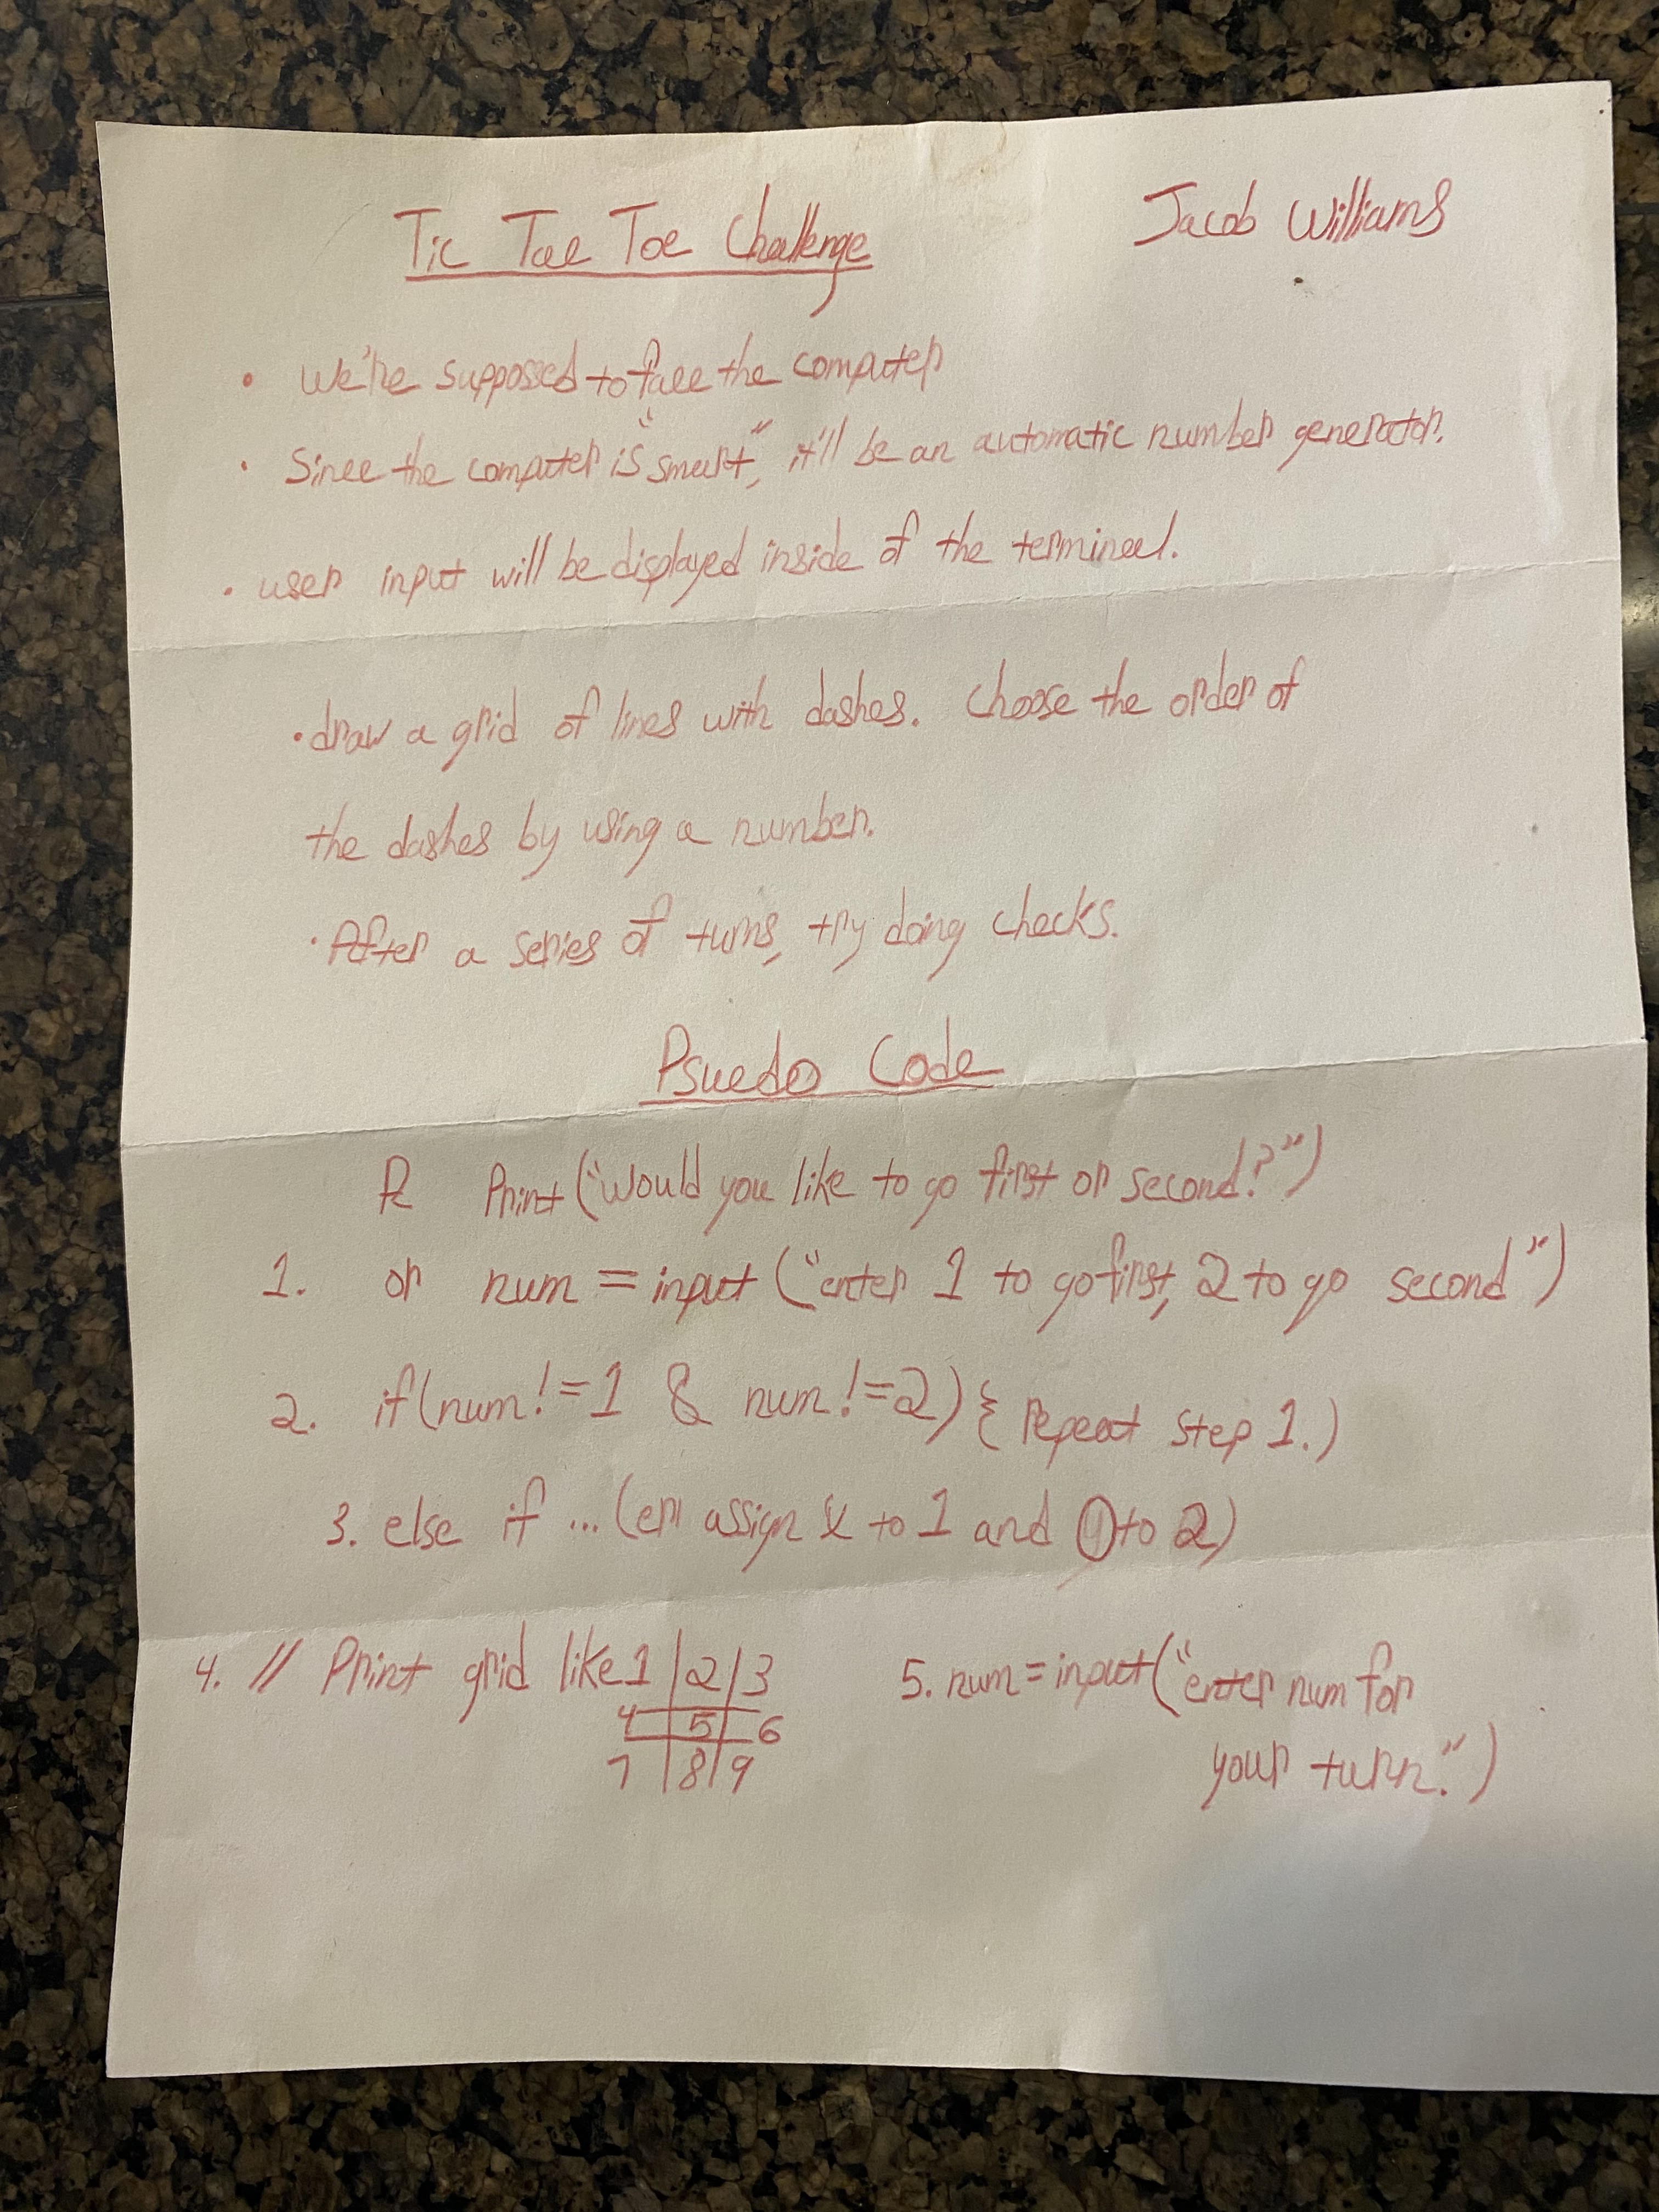 Tic Tac Toe Challenge
Jacob Williams
• We're supposed to face the computer
• Since the computer is "smart", it'll be an automatic number generator.
• user input will be displayed inside of the terminal.
• draw a grid of lines with dashes. Choose the order of
the dashes by using a number.
• After a series of turns, try doing checks.
Psuedo Code
R Print("Would you like to go first or second?")
1. or num = input ("enter 1 to go first, 2 to go second")
2. if(num!=1 & num!=2){ repeat step 1.)
3. else if ... ( assign X to 1 and to 2)
4. // Print grid like 1|2|3
4|5|6
7|8|9
5. num = input("enter num for
your turn.")